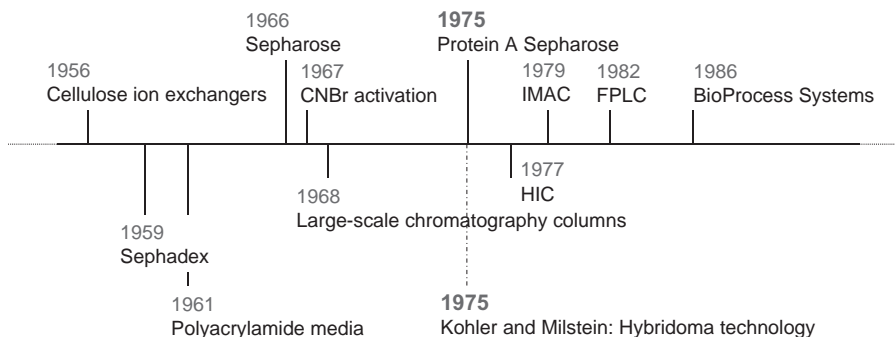 1966
Sepharose
1975
Protein A Sepharose
1956
Cellulose ion exchangers
1967
CNBr activation
1979
IMAC
1982
FPLC
1986
BioProcess Systems
1977
HIC
1968
Large-scale chromatography columns
1959
Sephadex
1961
Polyacrylamide media
1975
Kohler and Milstein: Hybridoma technology